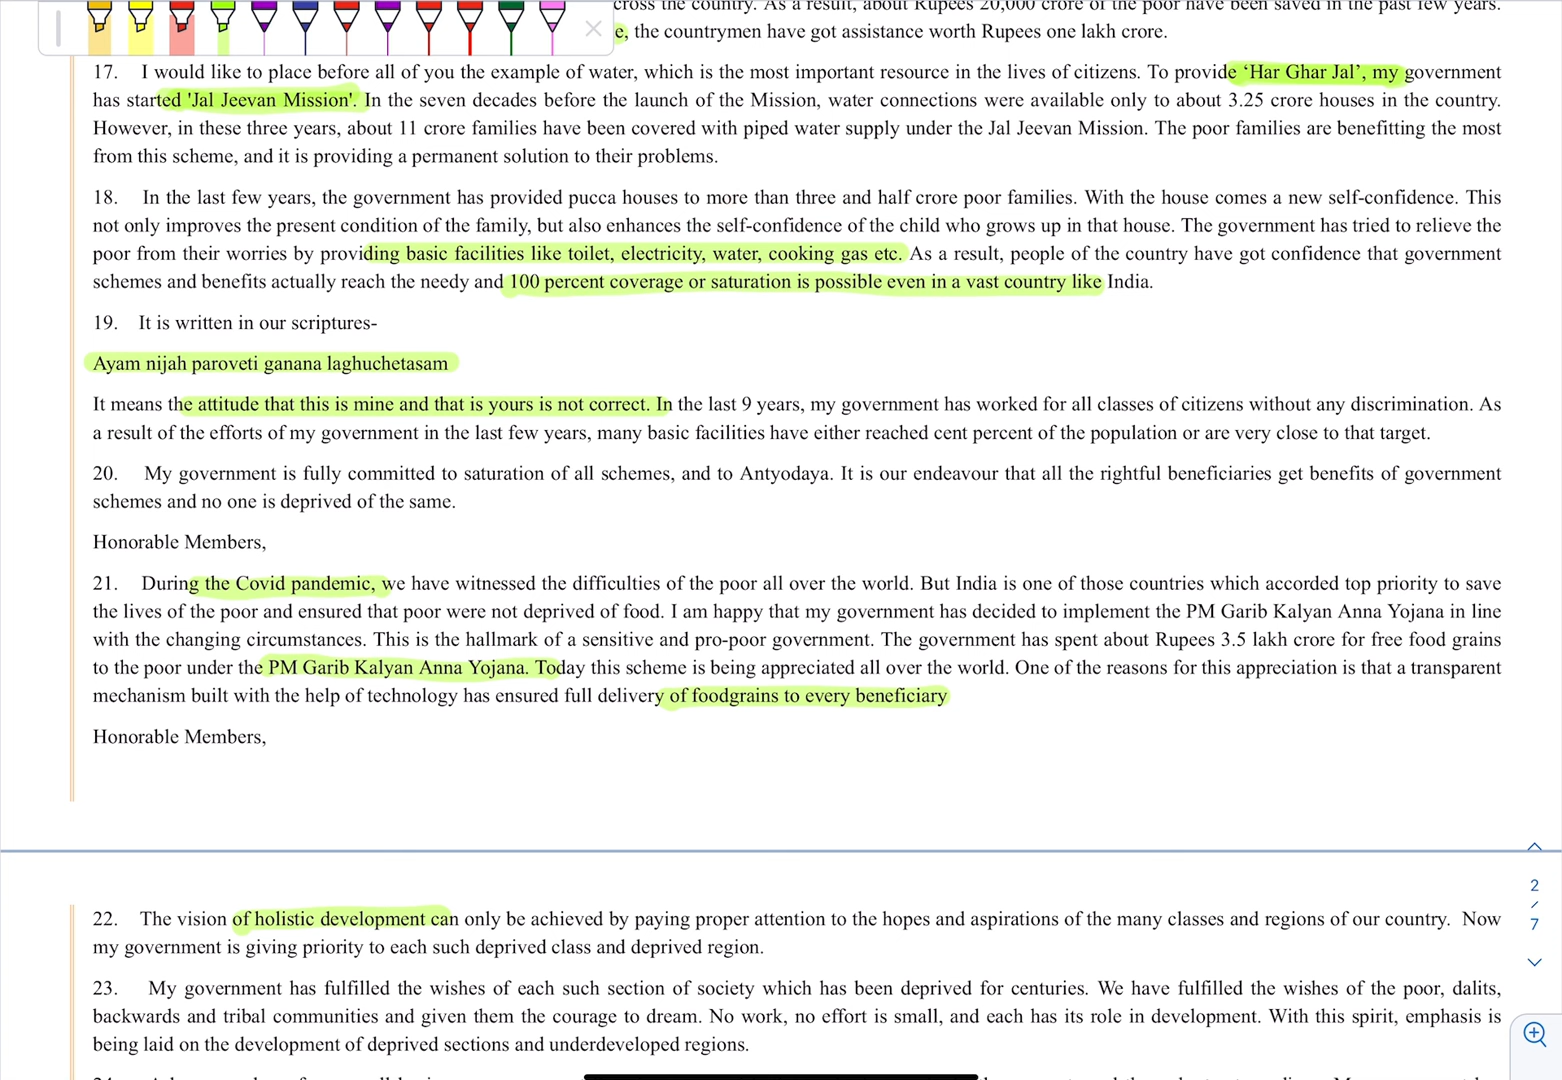 cross the country. As a result, about Rupees 20,000 crore of the poor have been saved in the past few years.
e, the countrymen have got assistance worth Rupees one lakh crore.
17. I would like to place before all of you the example of water, which is the most important resource in the lives of citizens. To provide ‘Har Ghar Jal’, my government
has started 'Jal Jeevan Mission'. In the seven decades before the launch of the Mission, water connections were available only to about 3.25 crore houses in the country.
However, in these three years, about 11 crore families have been covered with piped water supply under the Jal Jeevan Mission. The poor families are benefitting the most
from this scheme, and it is providing a permanent solution to their problems.
18. In the last few years, the government has provided pucca houses to more than three and half crore poor families. With the house comes a new self-confidence. This
not only improves the present condition of the family, but also enhances the self-confidence of the child who grows up in that house. The government has tried to relieve the
poor from their worries by providing basic facilities like toilet, electricity, water, cooking gas etc. As a result, people of the country have got confidence that government
schemes and benefits actually reach the needy and 100 percent coverage or saturation is possible even in a vast country like India.
19. It is written in our scriptures-
Ayam nijah paroveti ganana laghuchetasam
It means the attitude that this is mine and that is yours is not correct. In the last 9 years, my government has worked for all classes of citizens without any discrimination. As
a result of the efforts of my government in the last few years, many basic facilities have either reached cent percent of the population or are very close to that target.
20. My government is fully committed to saturation of all schemes, and to Antyodaya. It is our endeavour that all the rightful beneficiaries get benefits of government
schemes and no one is deprived of the same.
Honorable Members,
21. During the Covid pandemic, we have witnessed the difficulties of the poor all over the world. But India is one of those countries which accorded top priority to save
the lives of the poor and ensured that poor were not deprived of food. I am happy that my government has decided to implement the PM Garib Kalyan Anna Yojana in line
with the changing circumstances. This is the hallmark of a sensitive and pro-poor government. The government has spent about Rupees 3.5 lakh crore for free food grains
to the poor under the PM Garib Kalyan Anna Yojana. Today this scheme is being appreciated all over the world. One of the reasons for this appreciation is that a transparent
mechanism built with the help of technology has ensured full delivery of foodgrains to every beneficiary
Honorable Members,
2
/
7
22. The vision of holistic development can only be achieved by paying proper attention to the hopes and aspirations of the many classes and regions of our country. Now
my government is giving priority to each such deprived class and deprived region.
23. My government has fulfilled the wishes of each such section of society which has been deprived for centuries. We have fulfilled the wishes of the poor, dalits,
backwards and tribal communities and given them the courage to dream. No work, no effort is small, and each has its role in development. With this spirit, emphasis is
being laid on the development of deprived sections and underdeveloped regions.